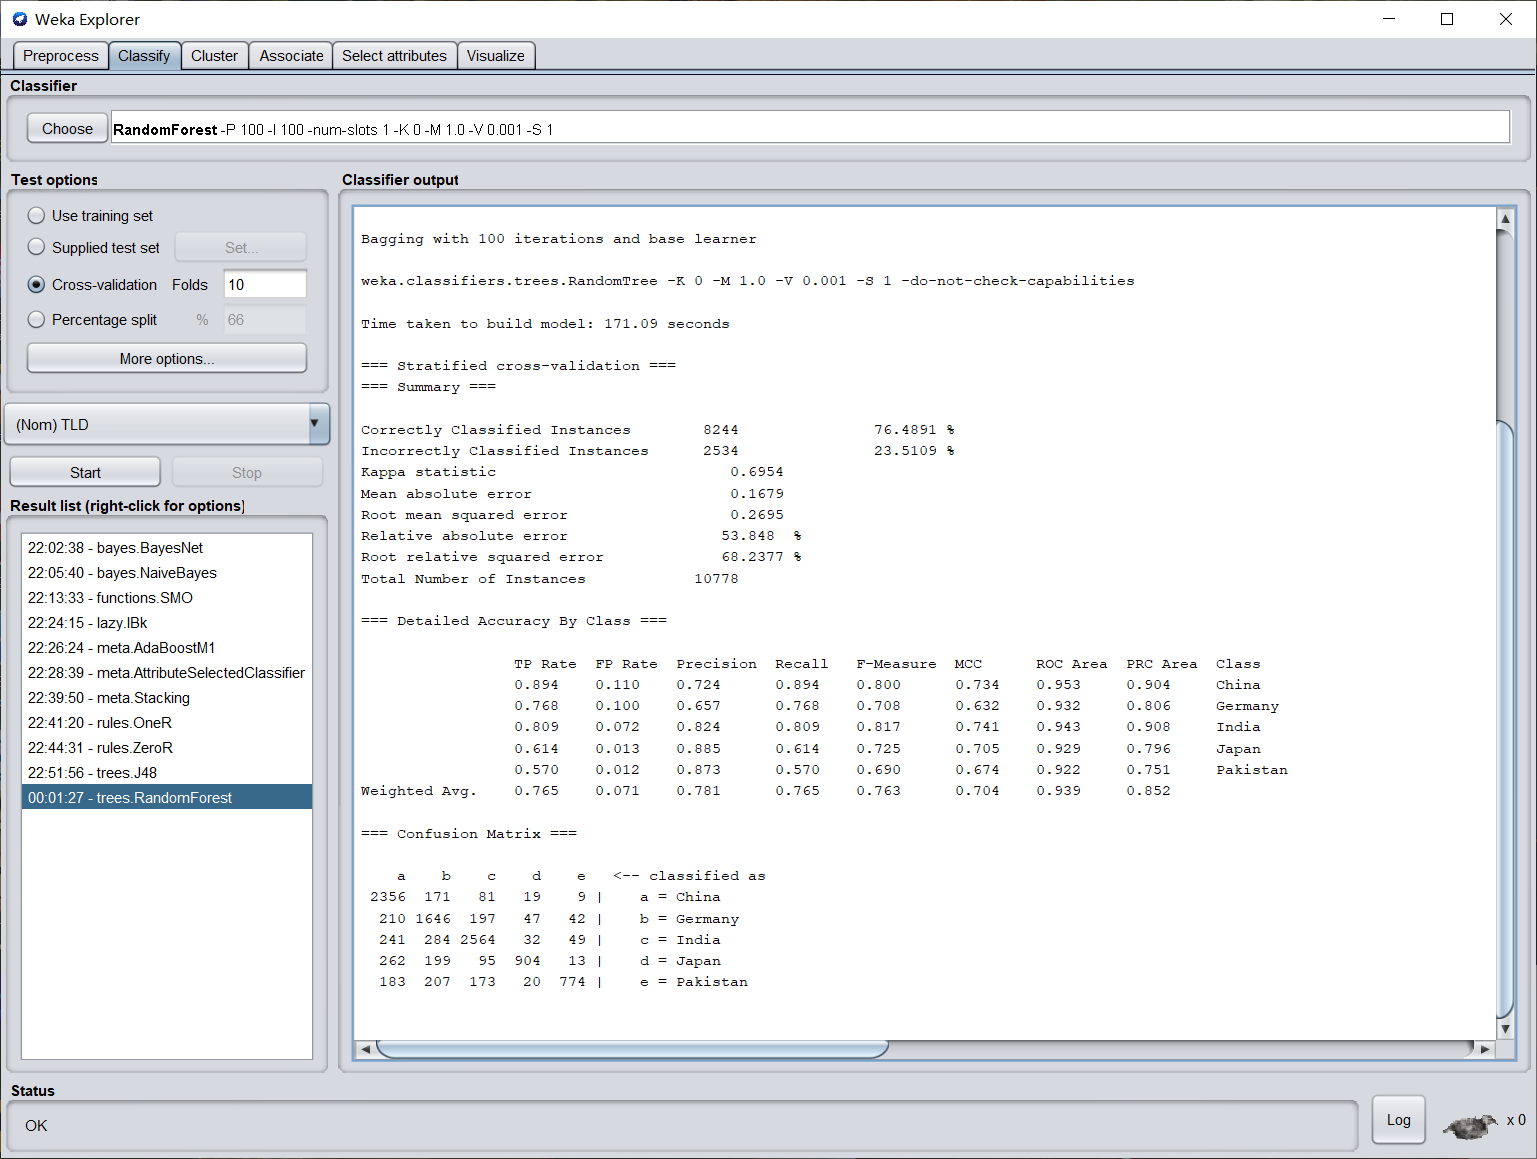 Weka Explorer
Preprocess Classify Cluster Associate Select attributes Visualize
Classifier
Choose RandomForest -P 100 -I 100 -num-slots 1 -K 0 -M 1.0 -V 0.001 -S 1
Test options
Use training set
Supplied test set Set...
Cross-validation Folds 10
Percentage split % 66
More options...
(Nom) TLD
Start Stop
Result list (right-click for options)
22:02:38 - bayes.BayesNet
22:05:40 - bayes.NaiveBayes
22:13:33 - functions.SMO
22:24:15 - lazy.IBk
22:26:24 - meta.AdaBoostM1
22:28:39 - meta.AttributeSelectedClassifier
22:39:50 - meta.Stacking
22:41:20 - rules.OneR
22:44:31 - rules.ZeroR
22:51:56 - trees.J48
00:01:27 - trees.RandomForest
Classifier output
Bagging with 100 iterations and base learner
weka.classifiers.trees.RandomTree -K 0 -M 1.0 -V 0.001 -S 1 -do-not-check-capabilities
Time taken to build model: 171.09 seconds
=== Stratified cross-validation ===
=== Summary ===
Correctly Classified Instances 8244 76.4891 %
Incorrectly Classified Instances 2534 23.5109 %
Kappa statistic 0.6954
Mean absolute error 0.1679
Root mean squared error 0.2695
Relative absolute error 53.848 %
Root relative squared error 68.2377 %
Total Number of Instances 10778
=== Detailed Accuracy By Class ===
TP Rate FP Rate Precision Recall F-Measure MCC ROC Area PRC Area Class
0.894 0.110 0.724 0.894 0.800 0.734 0.953 0.904 China
0.768 0.100 0.657 0.768 0.708 0.632 0.932 0.806 Germany
0.809 0.072 0.824 0.809 0.817 0.741 0.943 0.908 India
0.614 0.013 0.885 0.614 0.725 0.705 0.929 0.796 Japan
0.570 0.012 0.873 0.570 0.690 0.674 0.922 0.751 Pakistan
Weighted Avg. 0.765 0.071 0.781 0.765 0.763 0.704 0.939 0.852
=== Confusion Matrix ===
a b c d e <-- classified as
2356 171 81 19 9 | a = China
210 1646 197 47 42 | b = Germany
241 284 2564 32 49 | c = India
262 199 95 904 13 | d = Japan
183 207 173 20 774 | e = Pakistan
Status
OK
Log
x 0